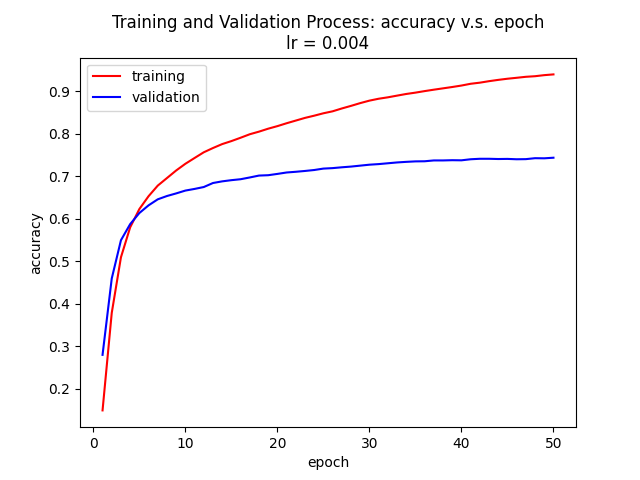 Training and Validation Process: accuracy v.s. epoch
lr = 0.004
training
validation
accuracy
0.9
0.8
0.7
0.6
0.5
0.4
0.3
0.2
0 10 20 30 40 50
epoch